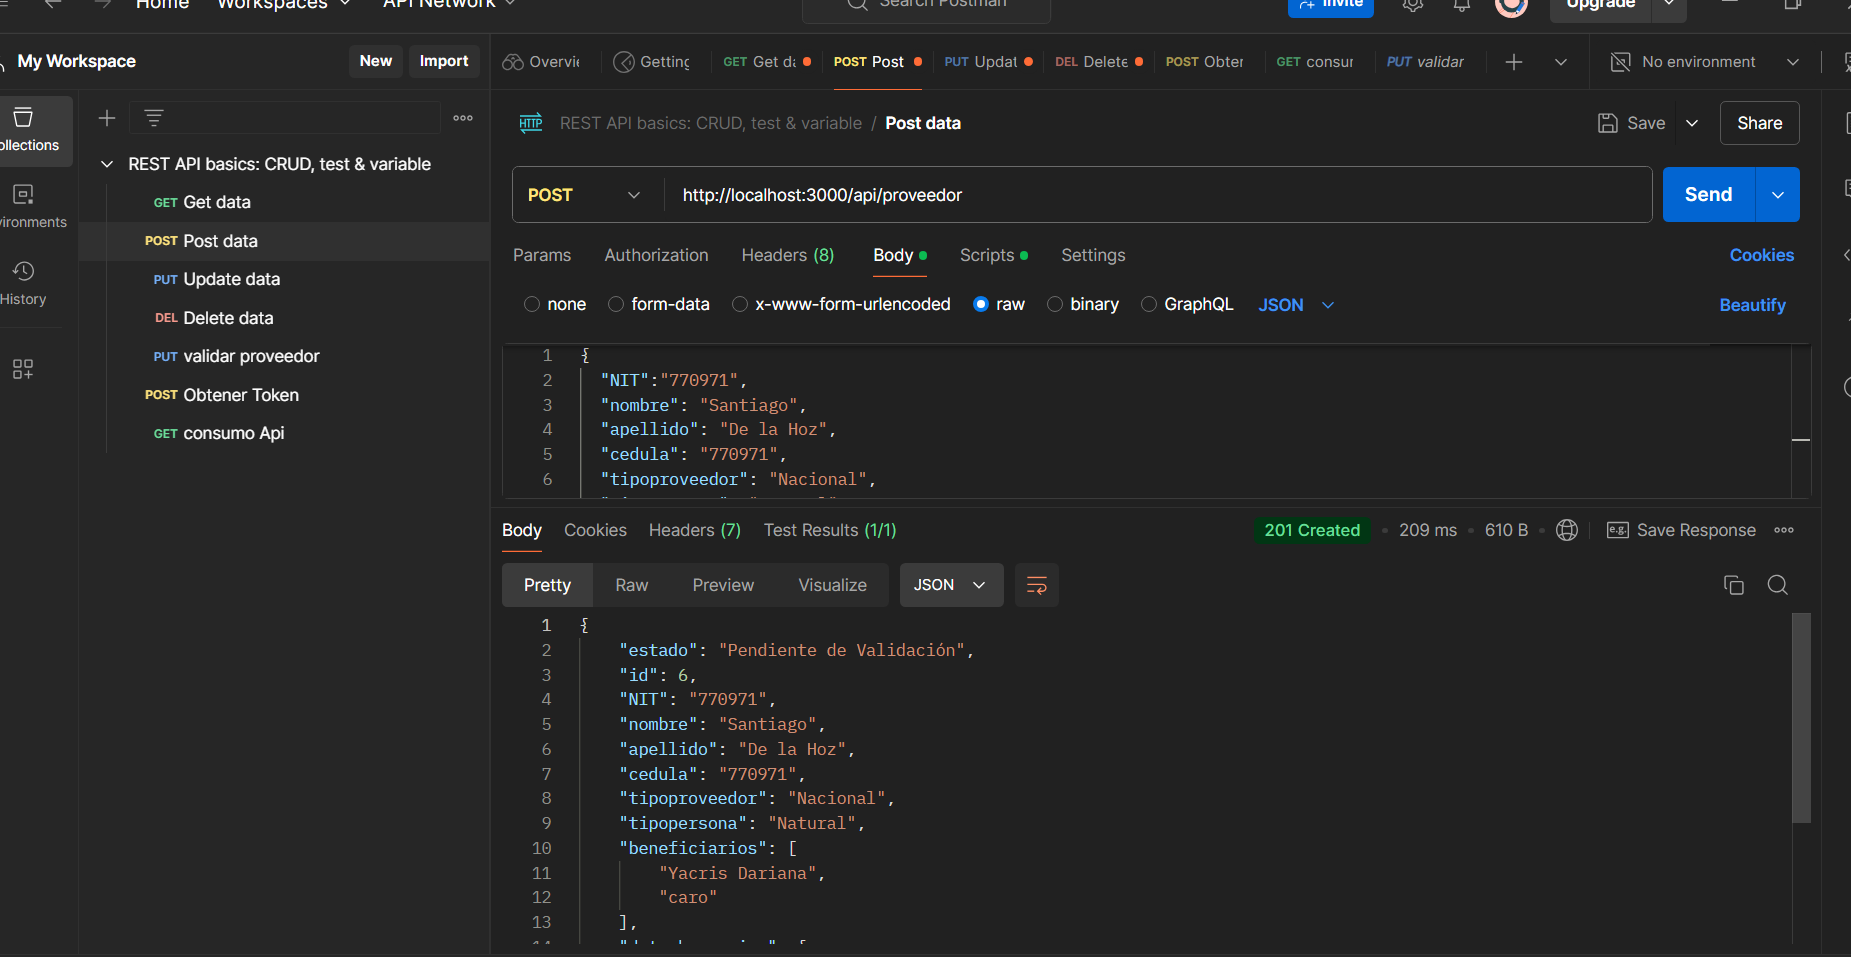 Home Workspaces API Network Search Postman Invite Upgrade
My Workspace New Import
Overvie Getting GET Get da POST Post PUT Updat DEL Delete POST Obter GET consur PUT validar No environment
ollections
vironments
History
REST API basics: CRUD, test & variable
GET Get data
POST Post data
PUT Update data
DEL Delete data
PUT validar proveedor
POST Obtener Token
GET consumo Api
HTTP REST API basics: CRUD, test & variable / Post data Save Share
POST http://localhost:3000/api/proveedor Send
Params Authorization Headers (8) Body Scripts Settings Cookies
none form-data x-www-form-urlencoded raw binary GraphQL JSON Beautify
1 {
2 "NIT":"770971",
3 "nombre": "Santiago",
4 "apellido": "De la Hoz",
5 "cedula": "770971",
6 "tipoproveedor": "Nacional",
Body Cookies Headers (7) Test Results (1/1) 201 Created • 209 ms • 610 B • e.g. Save Response
Pretty Raw Preview Visualize JSON
1 {
2 "estado": "Pendiente de Validación",
3 "id": 6,
4 "NIT": "770971",
5 "nombre": "Santiago",
6 "apellido": "De la Hoz",
7 "cedula": "770971",
8 "tipoproveedor": "Nacional",
9 "tipopersona": "Natural",
10 "beneficiarios": [
11 "Yacris Dariana",
12 "caro"
13 ],